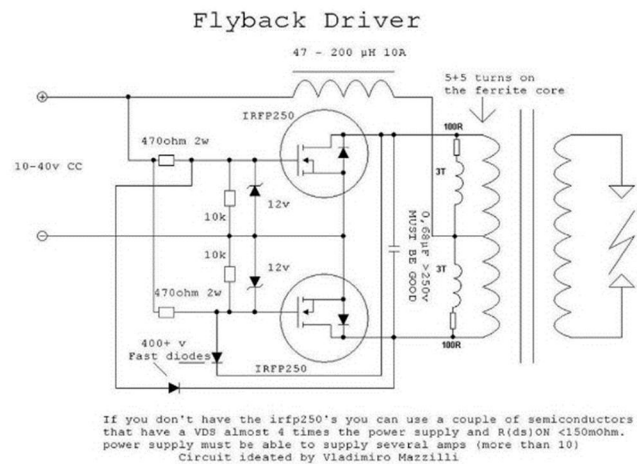 Flyback Driver
47 - 200 µH 10A
5+5 turns on
the ferrite core
IRFP250
470ohm 2w
100R
10-40v CC
3T
10k
12v
0,68µF >250v
MUST BE GOOD
10k
12v
3T
470ohm 2w
100R
400+ v
Fast diodes
IRFP250
If you don't have the irfp250's you can use a couple of semiconductors
that have a VDS almost 4 times the power supply and R(ds)ON <150mOhm.
power supply must be able to supply several amps (more than 10)
Circuit ideated by Vladimiro Mazzilli